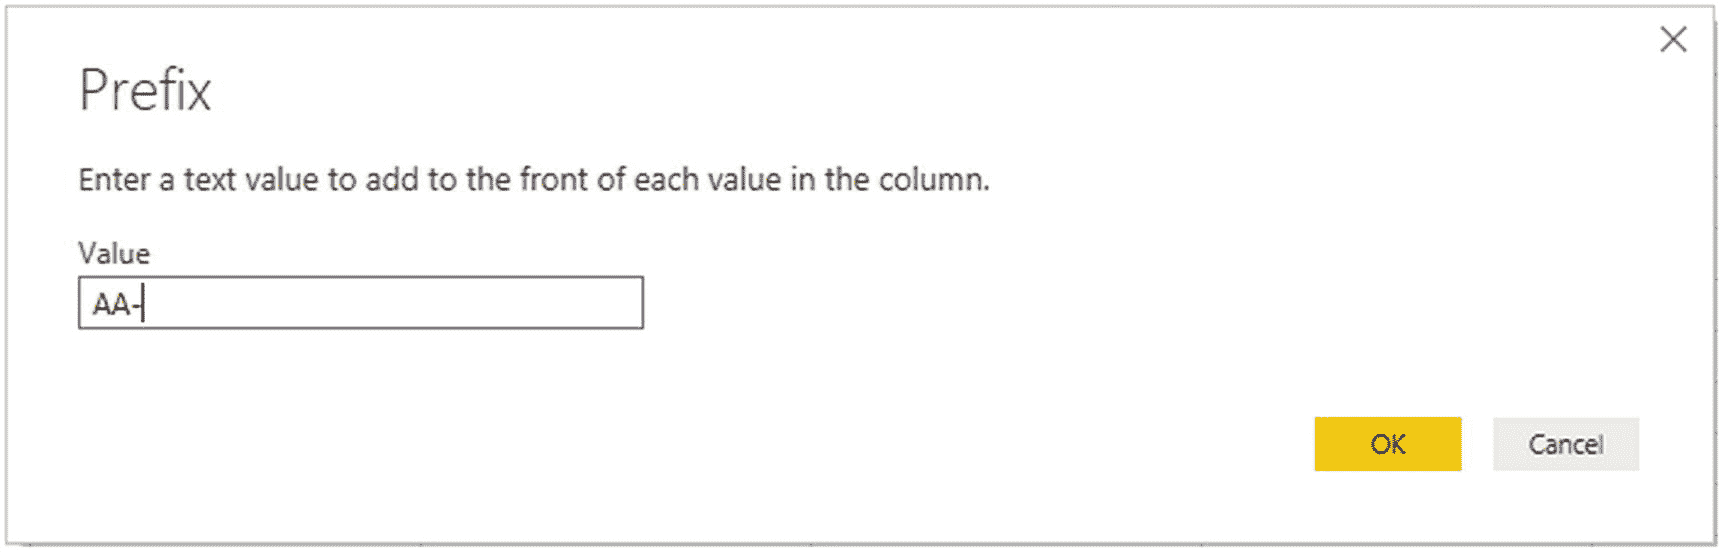 Prefix
Enter a text value to add to the front of each value in the column.
Value
AA-
OK Cancel